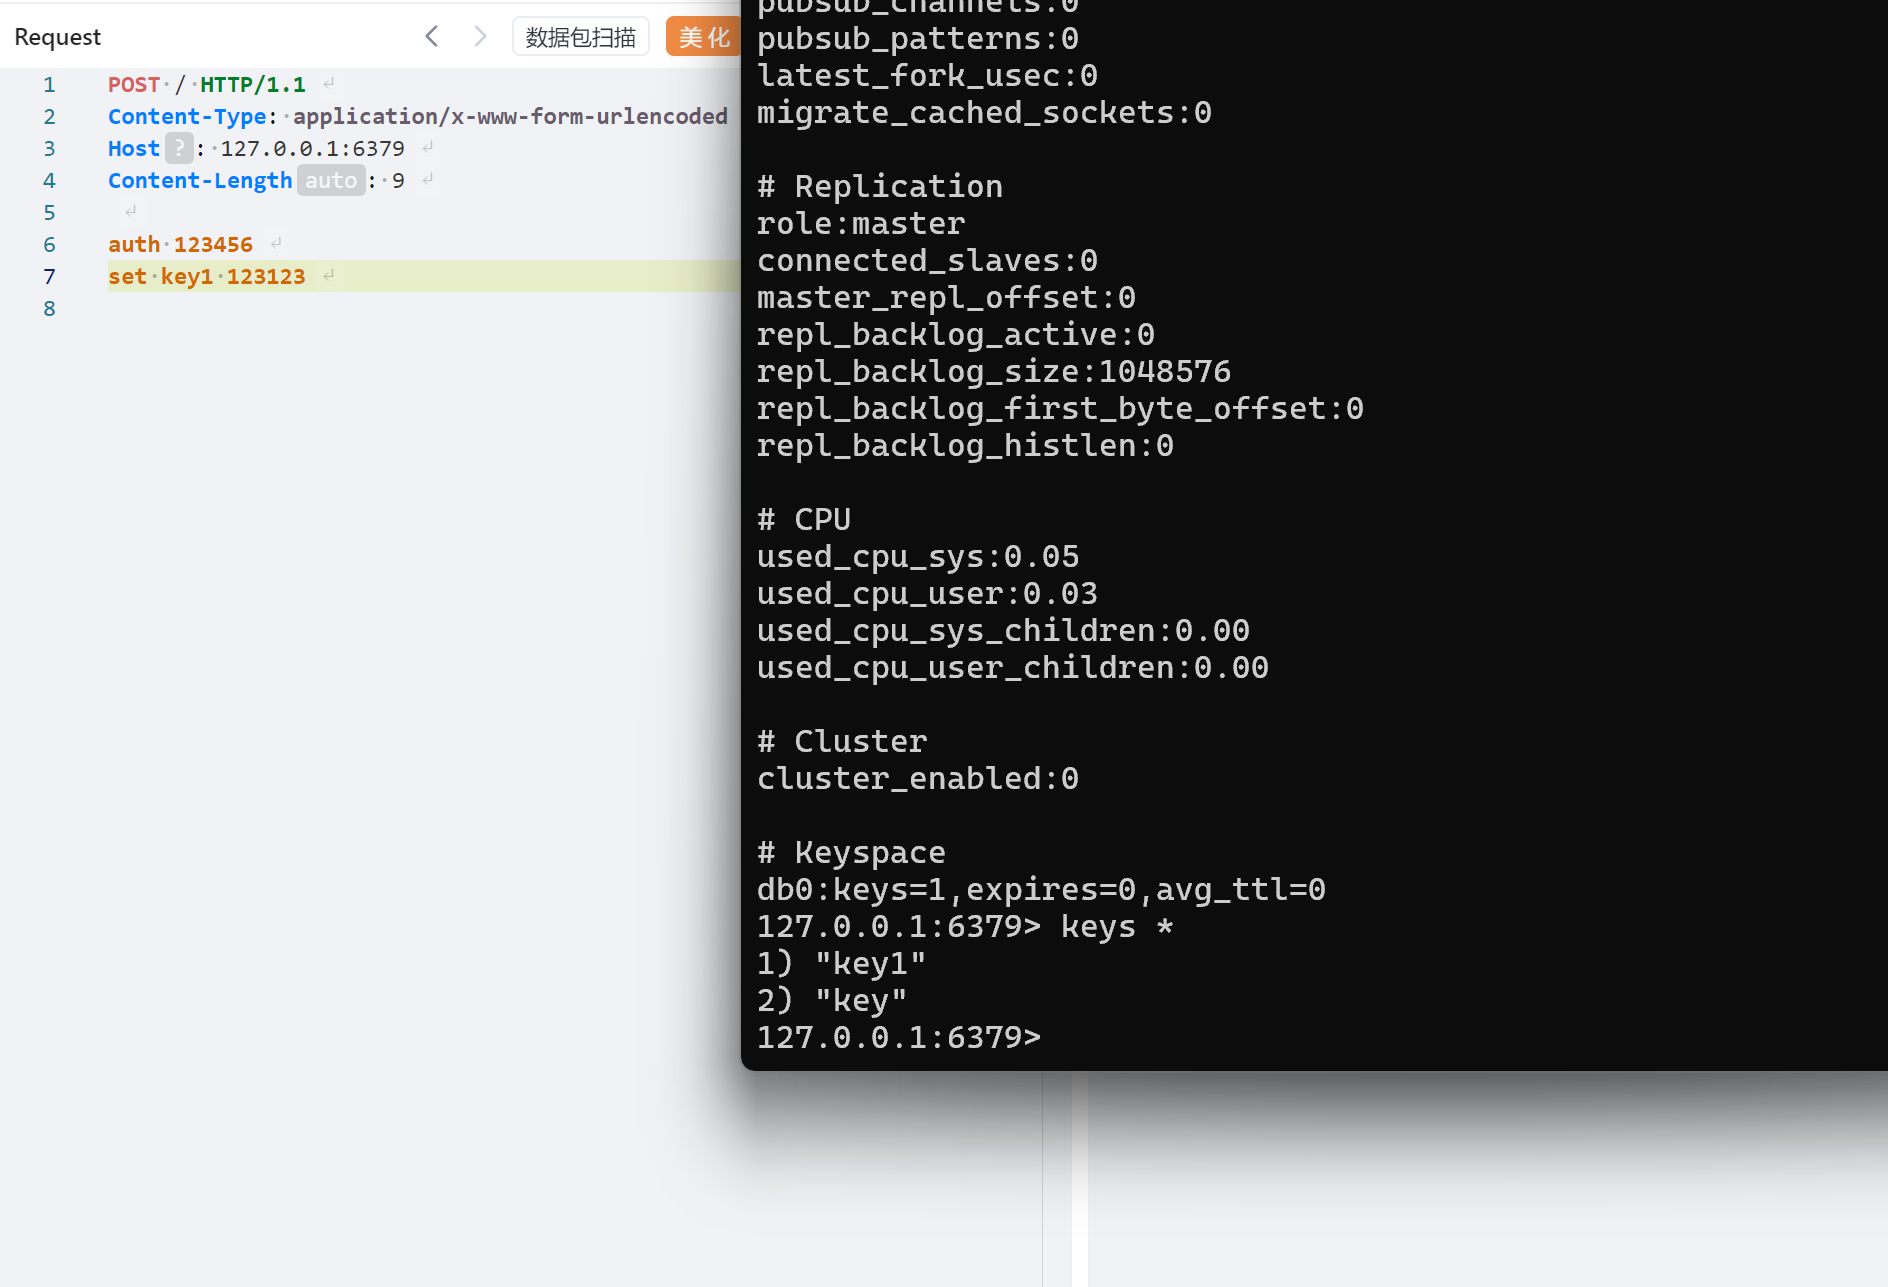 Request
数据包扫描
美化
1 POST / HTTP/1.1
2 Content-Type: application/x-www-form-urlencoded
3 Host ? : 127.0.0.1:6379
4 Content-Length auto : 9
5
6 auth 123456
7 set key1 123123
8
pubsub_channels:0
pubsub_patterns:0
latest_fork_usec:0
migrate_cached_sockets:0
# Replication
role:master
connected_slaves:0
master_repl_offset:0
repl_backlog_active:0
repl_backlog_size:1048576
repl_backlog_first_byte_offset:0
repl_backlog_histlen:0
# CPU
used_cpu_sys:0.05
used_cpu_user:0.03
used_cpu_sys_children:0.00
used_cpu_user_children:0.00
# Cluster
cluster_enabled:0
# Keyspace
db0:keys=1,expires=0,avg_ttl=0
127.0.0.1:6379> keys *
1) "key1"
2) "key"
127.0.0.1:6379>